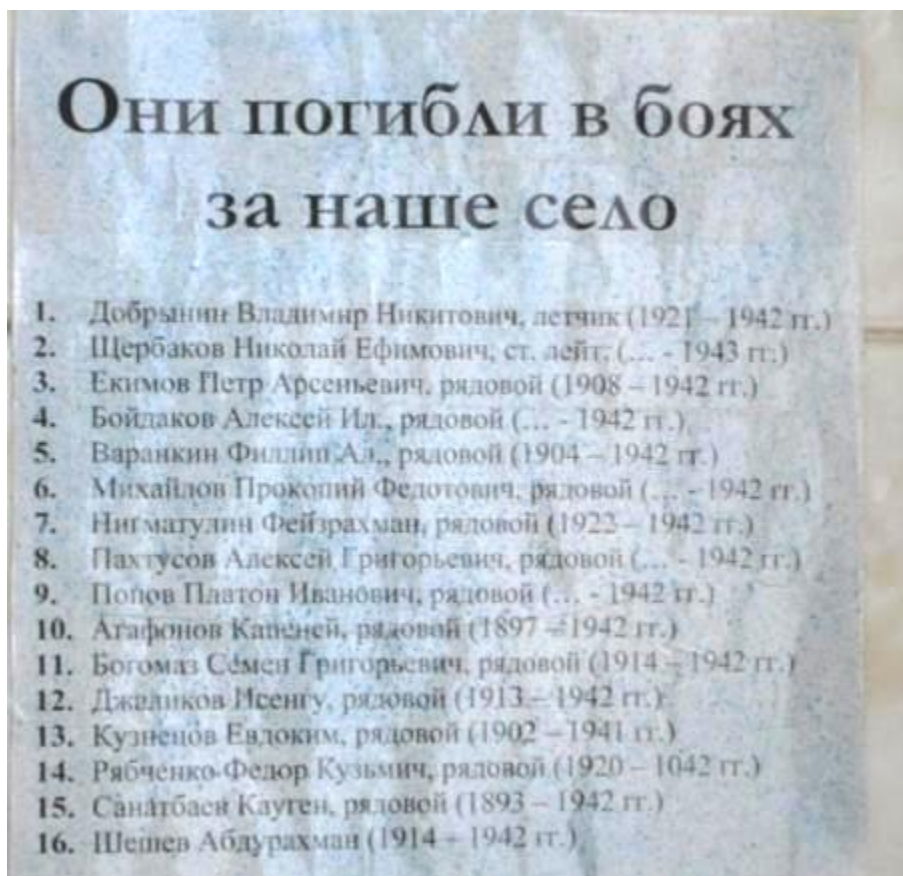 Они погибли в боях
за наше село
1. Добрынин Владимир Никитович, летчик (1921 – 1942 гг.)
2. Щербаков Николай Ефимович, ст. лейт. (... - 1943 гг.)
3. Екимов Петр Арсеньевич, рядовой (1908 – 1942 гг.)
4. Бойдаков Алексей Ил., рядовой (... - 1942 гг.)
5. Варанкин Филлип Ал., рядовой (1904 – 1942 гг.)
6. Михайлов Прокопий Федотович, рядовой (... - 1942 гг.)
7. Нигматулин Фейзрахман, рядовой (1922 – 1942 гг.)
8. Пахтусов Алексей Григорьевич, рядовой (... - 1942 гг.)
9. Попов Платон Иванович, рядовой (... - 1942 гг.)
10. Агафонов Капеней, рядовой (1897 – 1942 гг.)
11. Богомаз Семен Григорьевич, рядовой (1914 – 1942 гг.)
12. Джаликов Исенгу, рядовой (1913 – 1942 гг.)
13. Кузнецов Евдоким, рядовой (1902 – 1941 гг.)
14. Рябченко Федор Кузьмич, рядовой (1920 – 1042 гг.)
15. Санатбаев Кауген, рядовой (1893 – 1942 гг.)
16. Шешев Абдурахман (1914 – 1942 гг.)